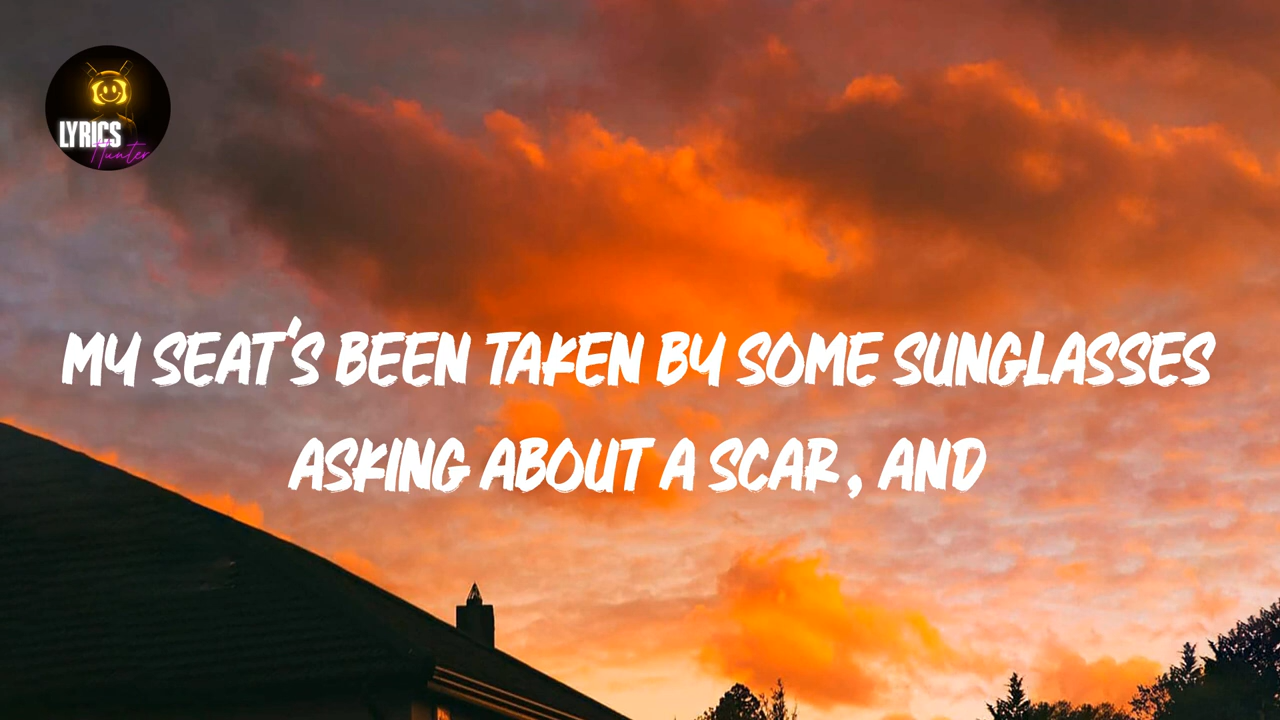 LYRICS
Hunter
MY SEAT'S BEEN TAKEN BY SOME SUNGLASSES
ASKING ABOUT A SCAR, AND